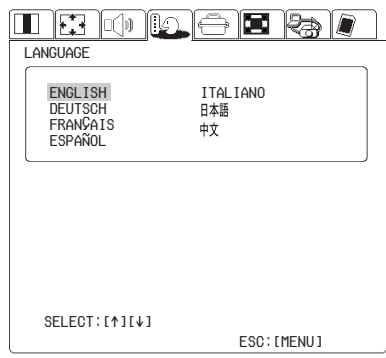 LANGUAGE
ENGLISH
DEUTSCH
FRANÇAIS
ESPAÑOL
ITALIANO
日本語
中文
SELECT:[↑][↓]
ESC:[MENU]